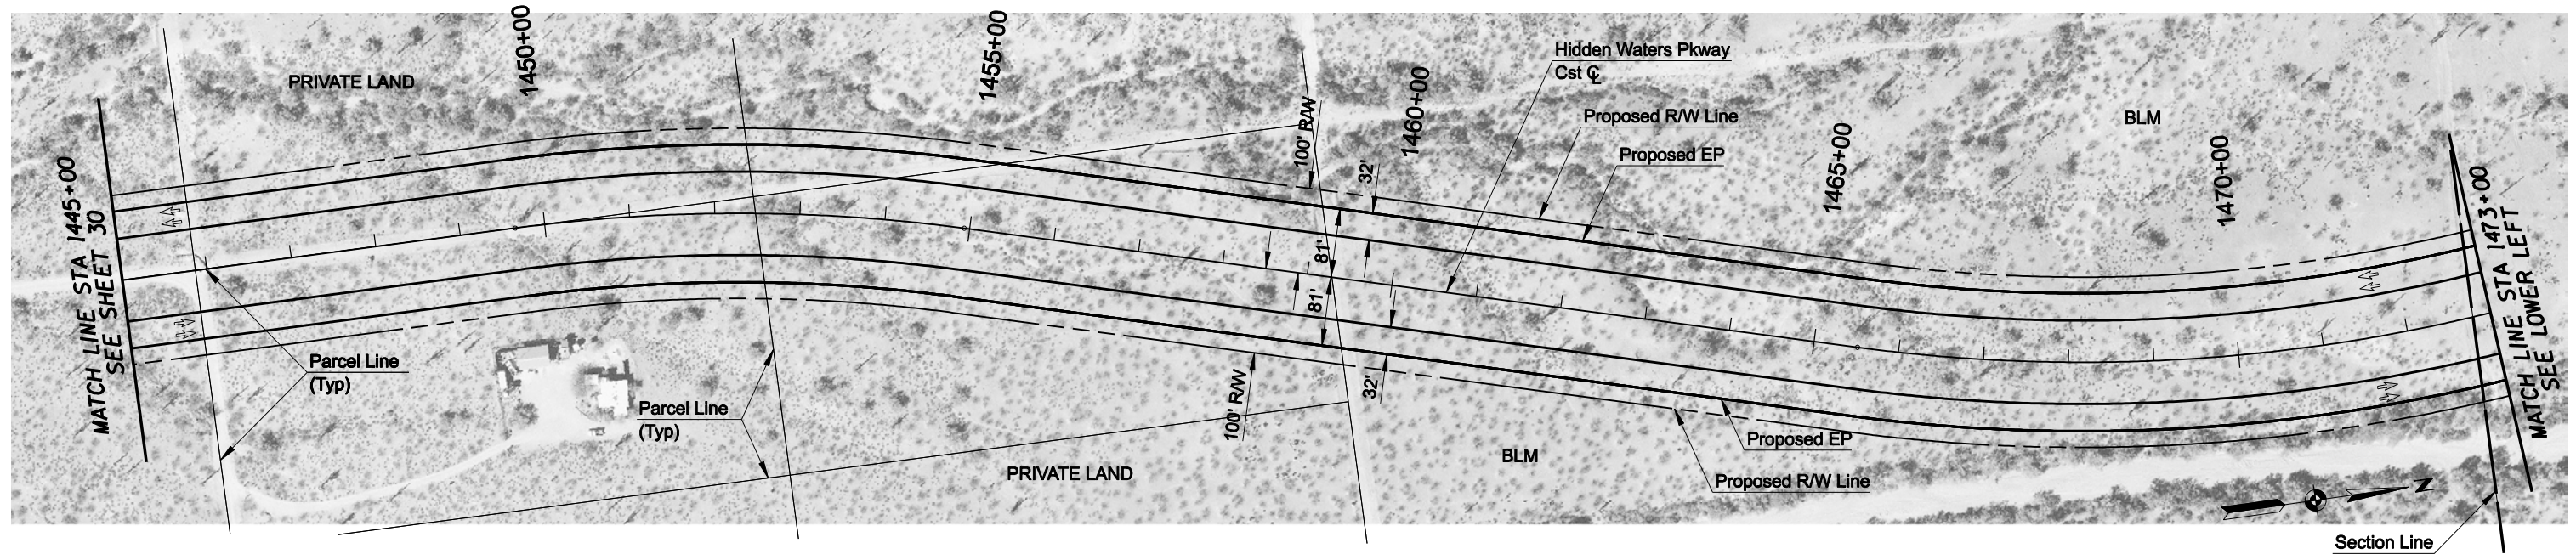 1450+00
1455+00
Hidden Waters Pkway
Cst ℄
PRIVATE LAND
100' R/W
1460+00
Proposed R/W Line
BLM
Proposed EP
32'
1465+00
1470+00
MATCH LINE STA 1445+00
SEE SHEET 30
81'
81'
MATCH LINE STA 1473+00
SEE LOWER LEFT
Parcel Line
(Typ)
Parcel Line
(Typ)
100' R/W
32'
Proposed EP
PRIVATE LAND
BLM
Proposed R/W Line
N
Section Line